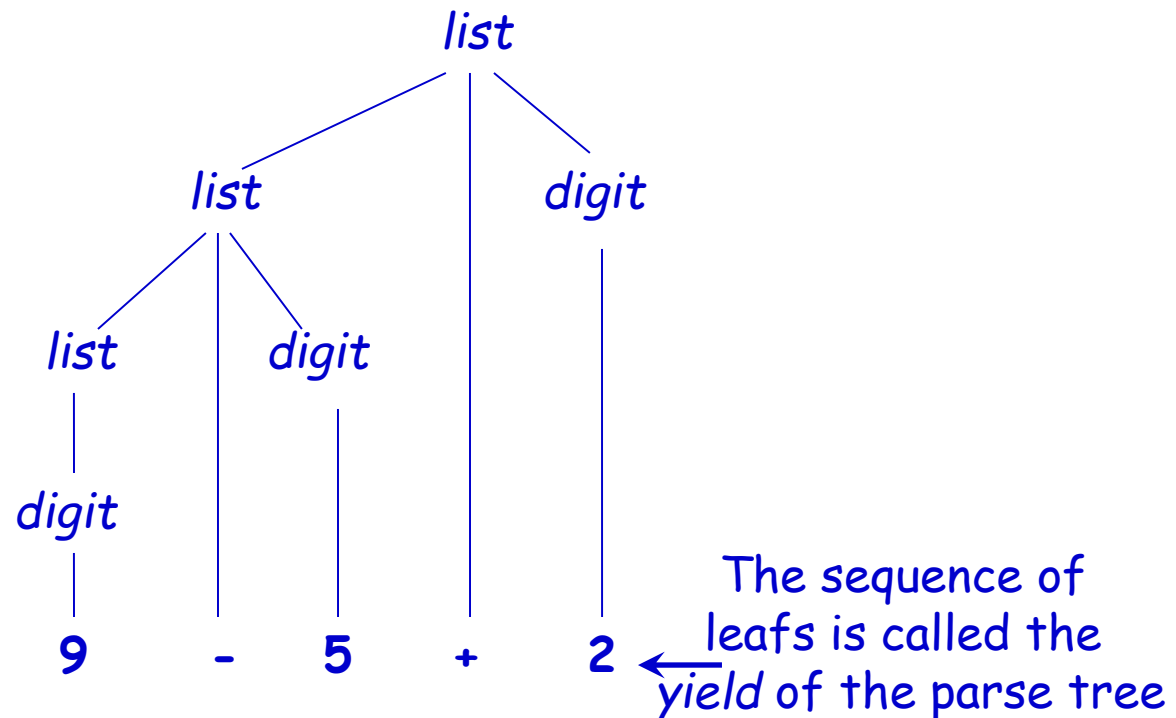 list
list digit
list digit
digit
9 - 5 + 2
The sequence of
leafs is called the
yield of the parse tree